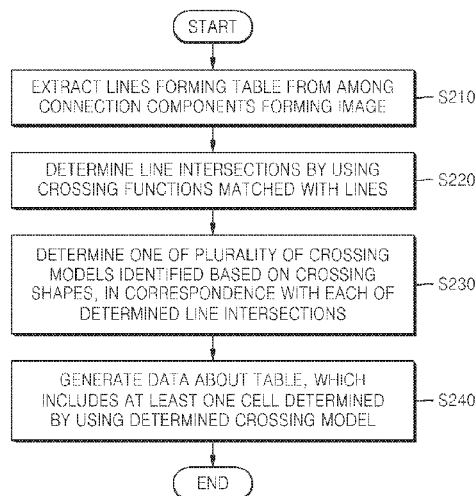 START
EXTRACT LINES FORMING TABLE FROM AMONG
CONNECTION COMPONENTS FORMING IMAGE
S210
DETERMINE LINE INTERSECTIONS BY USING
CROSSING FUNCTIONS MATCHED WITH LINES
S220
DETERMINE ONE OF PLURALITY OF CROSSING
MODELS IDENTIFIED BASED ON CROSSING
SHAPES, IN CORRESPONDENCE WITH EACH OF
DETERMINED LINE INTERSECTIONS
S230
GENERATE DATA ABOUT TABLE, WHICH
INCLUDES AT LEAST ONE CELL DETERMINED
BY USING DETERMINED CROSSING MODEL
S240
END